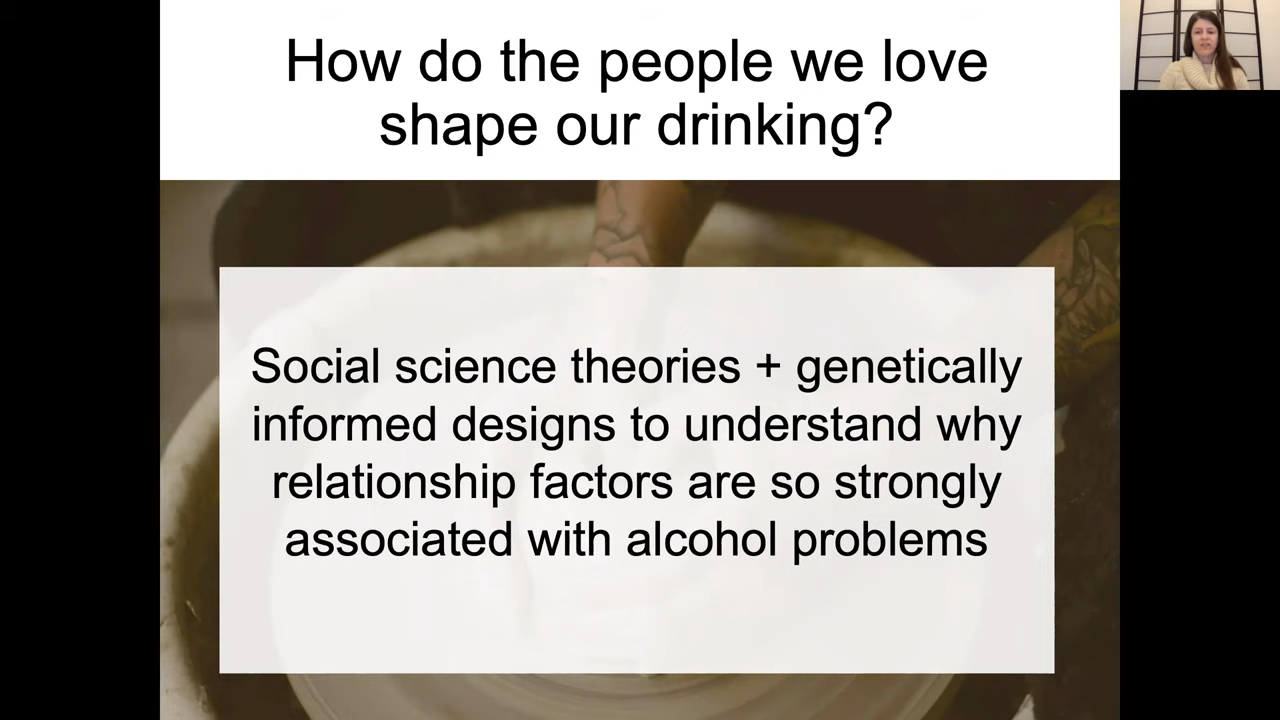 How do the people we love
shape our drinking?
Social science theories + genetically
informed designs to understand why
relationship factors are so strongly
associated with alcohol problems